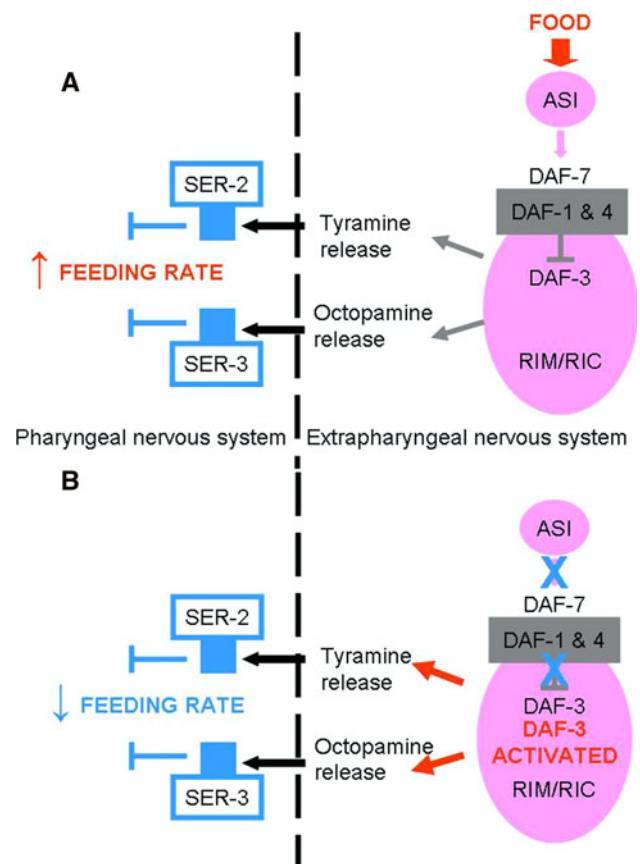 FOOD
A
ASI
DAF-7
SER-2
DAF-1 & 4
Tyramine
release
DAF-3
↑ FEEDING RATE
Octopamine
release
SER-3
RIM/RIC
Pharyngeal nervous system
Extrapharyngeal nervous system
B
ASI
DAF-7
SER-2
DAF-1 & 4
Tyramine
release
DAF-3
DAF-3
ACTIVATED
↓ FEEDING RATE
Octopamine
release
SER-3
RIM/RIC